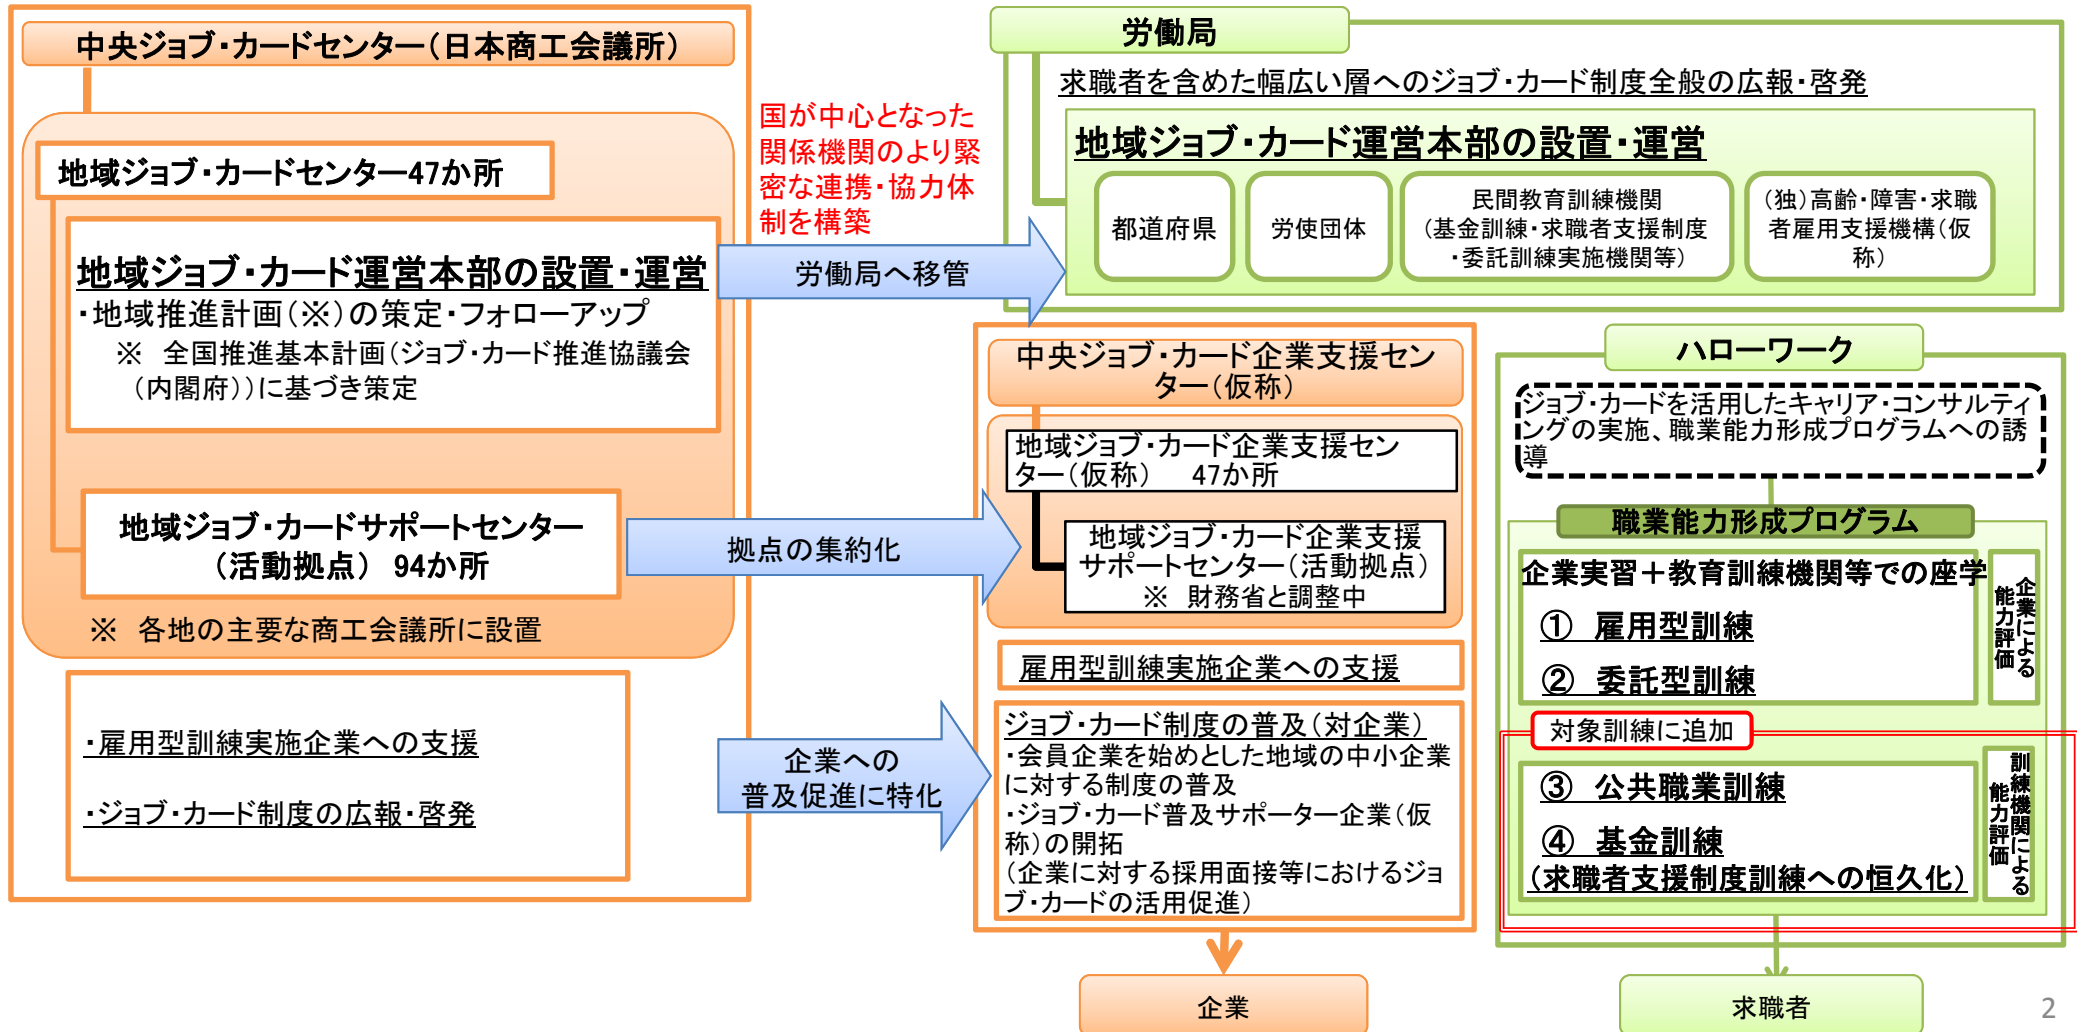 中央ジョブ・カードセンター（日本商工会議所）
地域ジョブ・カードセンター47か所
地域ジョブ・カード運営本部の設置・運営
・地域推進計画（※）の策定・フォローアップ
※　全国推進基本計画（ジョブ・カード推進協議会
（内閣府））に基づき策定
地域ジョブ・カードサポートセンター
（活動拠点）　94か所
※　各地の主要な商工会議所に設置
・雇用型訓練実施企業への支援
・ジョブ・カード制度の広報・啓発
国が中心となった
関係機関のより緊
密な連携・協力体
制を構築
労働局へ移管
拠点の集約化
企業への
普及促進に特化
労働局
求職者を含めた幅広い層へのジョブ・カード制度全般の広報・啓発
地域ジョブ・カード運営本部の設置・運営
都道府県
労使団体
民間教育訓練機関
（基金訓練・求職者支援制度
・委託訓練実施機関等）
（独）高齢・障害・求職
者雇用支援機構（仮
称）
中央ジョブ・カード企業支援セン
ター（仮称）
地域ジョブ・カード企業支援セン
ター（仮称）　47か所
地域ジョブ・カード企業支援
サポートセンター（活動拠点）
※　財務省と調整中
雇用型訓練実施企業への支援
ジョブ・カード制度の普及（対企業）
・会員企業を始めとした地域の中小企業
に対する制度の普及
・ジョブ・カード普及サポーター企業（仮
称）の開拓
（企業に対する採用面接等におけるジョ
ブ・カードの活用促進）
企業
ハローワーク
ジョブ・カードを活用したキャリア・コンサルティ
ングの実施、職業能力形成プログラムへの誘
導
職業能力形成プログラム
企業実習＋教育訓練機関等での座学
①　雇用型訓練
②　委託型訓練
企業による
能力評価
対象訓練に追加
③　公共職業訓練
④　基金訓練
（求職者支援制度訓練への恒久化）
訓練機関による
能力評価
求職者
2